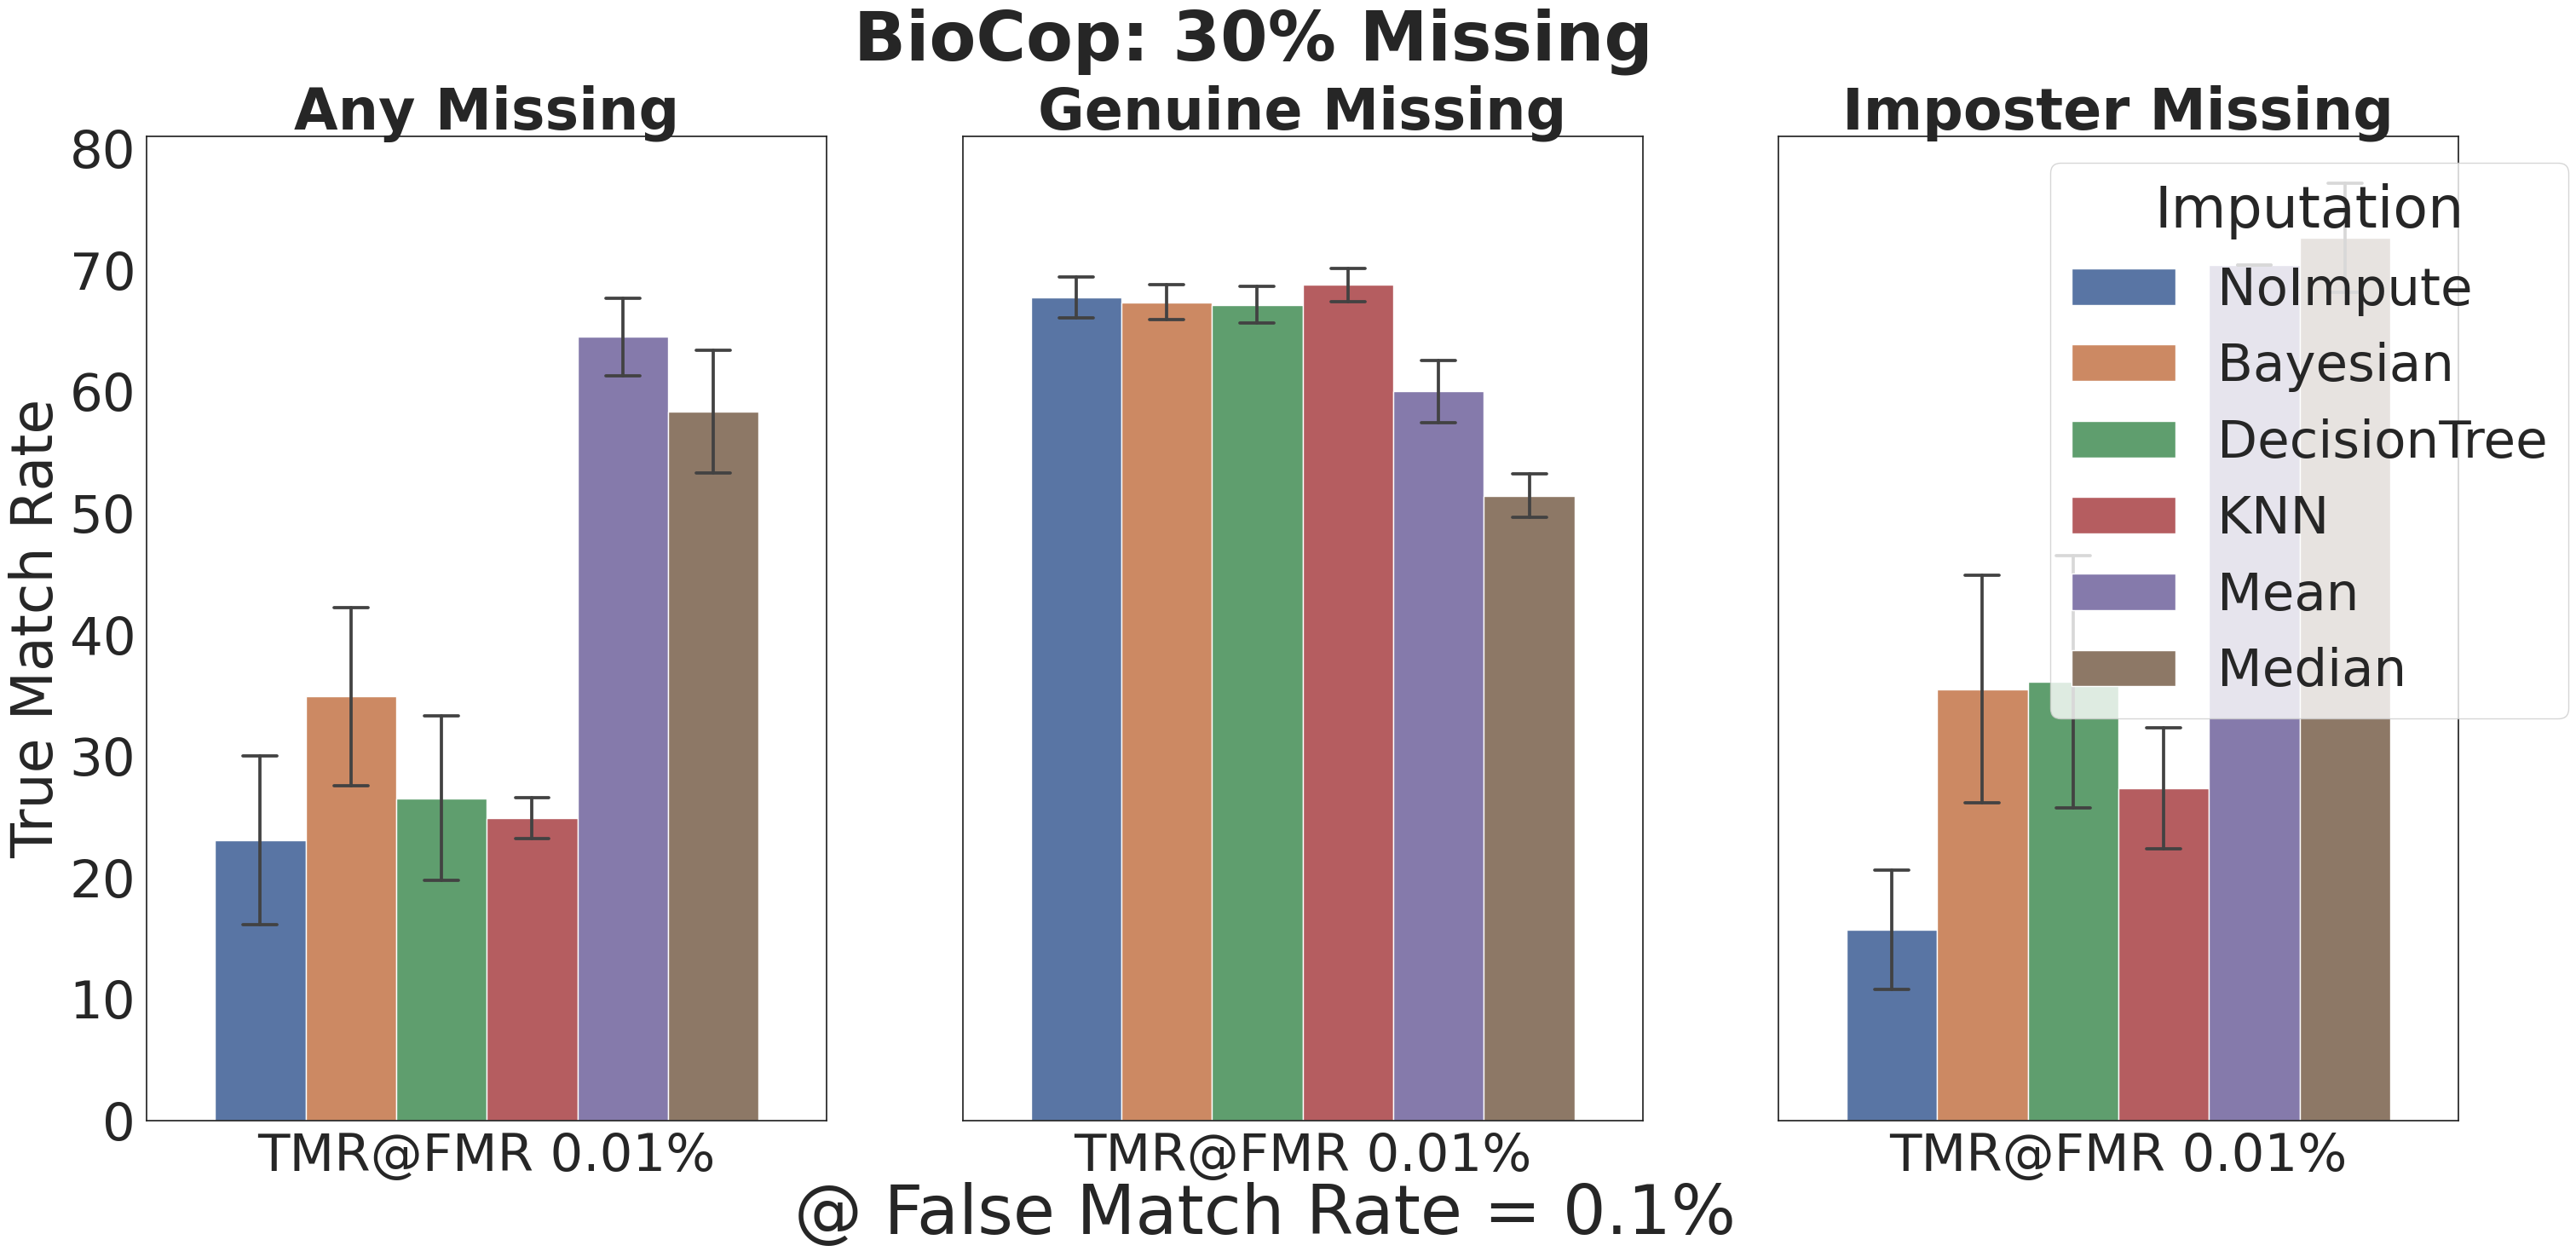 BioCop: 30% Missing
Any Missing
Genuine Missing
Imposter Missing
True Match Rate
80
70
60
50
40
30
20
10
0
Imputation
NoImpute
Bayesian
DecisionTree
KNN
Mean
Median
TMR@FMR 0.01%
TMR@FMR 0.01%
TMR@FMR 0.01%
@ False Match Rate = 0.1%